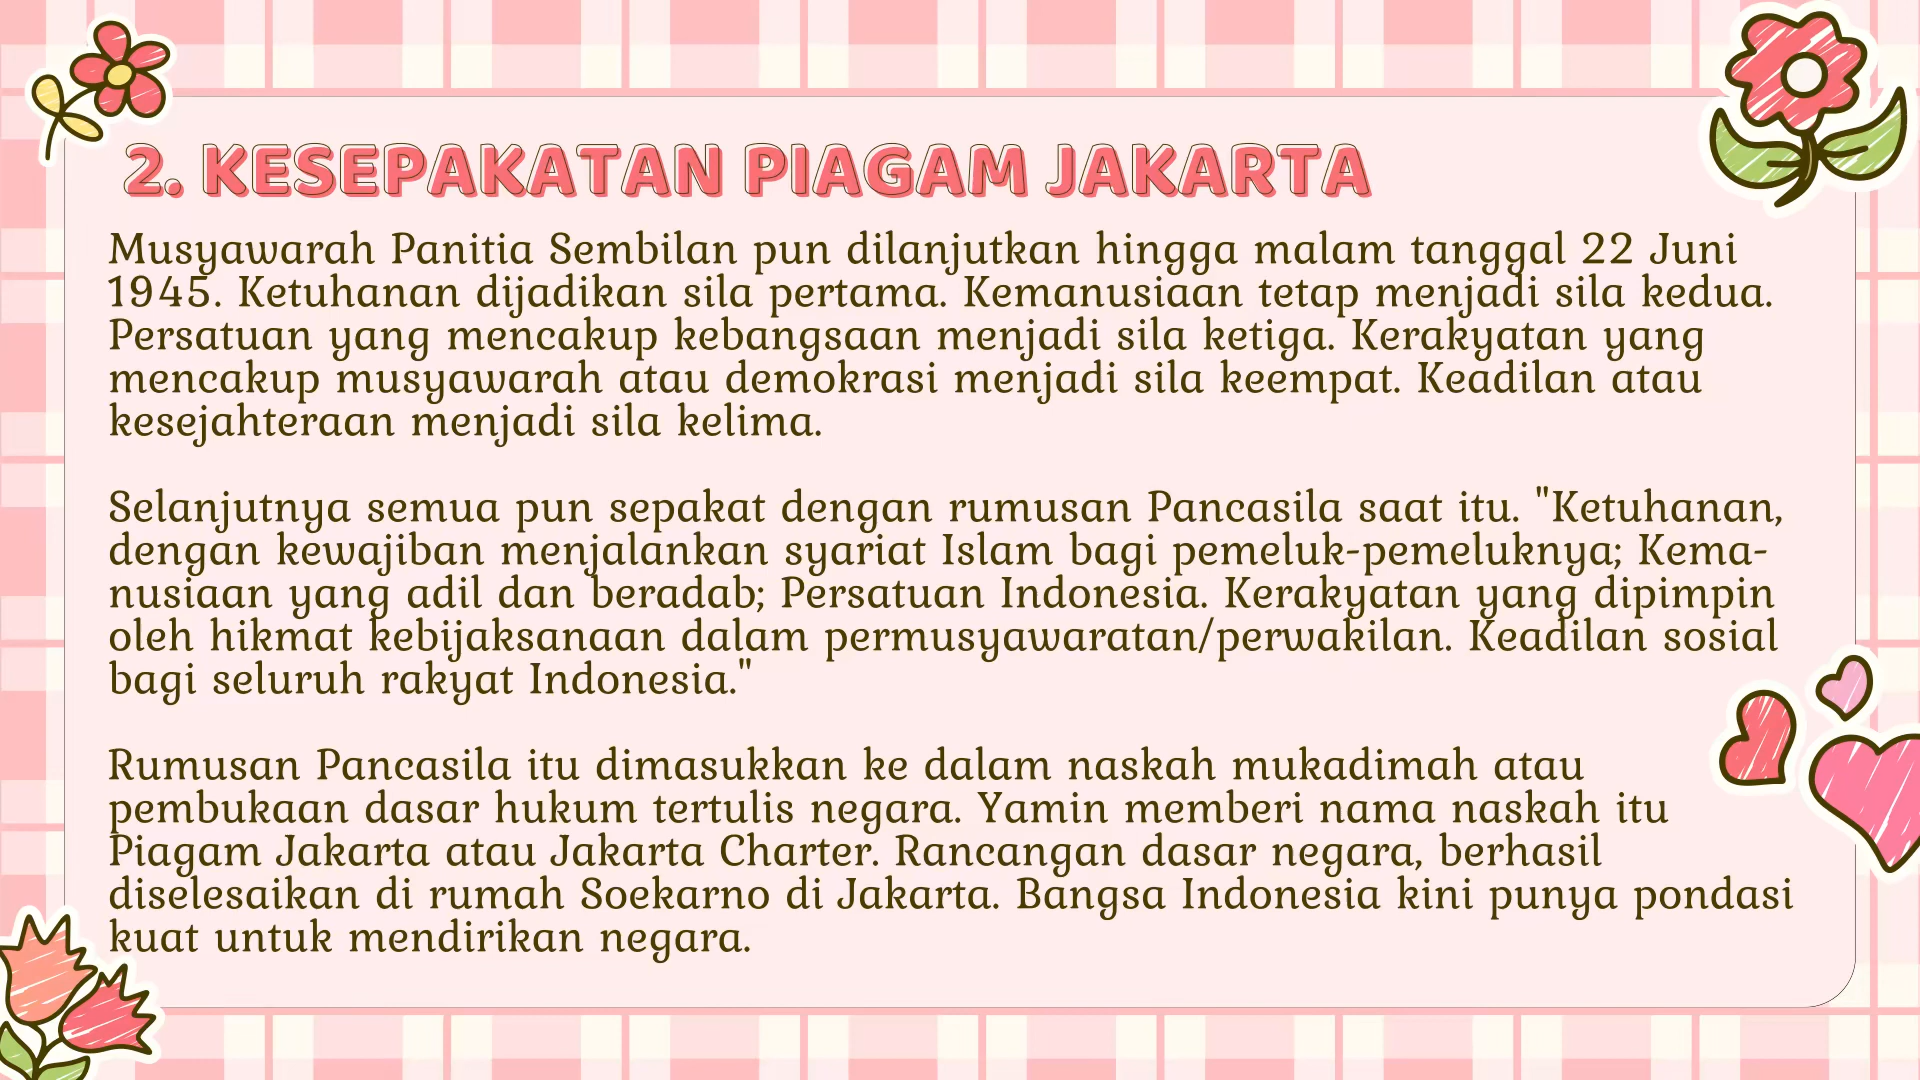 2. KESEPAKATAN PIAGAM JAKARTA
Musyawarah Panitia Sembilan pun dilanjutkan hingga malam tanggal 22 Juni
1945. Ketuhanan dijadikan sila pertama. Kemanusiaan tetap menjadi sila kedua.
Persatuan yang mencakup kebangsaan menjadi sila ketiga. Kerakyatan yang
mencakup musyawarah atau demokrasi menjadi sila keempat. Keadilan atau
kesejahteraan menjadi sila kelima.
Selanjutnya semua pun sepakat dengan rumusan Pancasila saat itu. "Ketuhanan,
dengan kewajiban menjalankan syariat Islam bagi pemeluk-pemeluknya; Kema-
nusiaan yang adil dan beradab; Persatuan Indonesia. Kerakyatan yang dipimpin
oleh hikmat kebijaksanaan dalam permusyawaratan/perwakilan. Keadilan sosial
bagi seluruh rakyat Indonesia."
Rumusan Pancasila itu dimasukkan ke dalam naskah mukadimah atau
pembukaan dasar hukum tertulis negara. Yamin memberi nama naskah itu
Piagam Jakarta atau Jakarta Charter. Rancangan dasar negara, berhasil
diselesaikan di rumah Soekarno di Jakarta. Bangsa Indonesia kini punya pondasi
kuat untuk mendirikan negara.